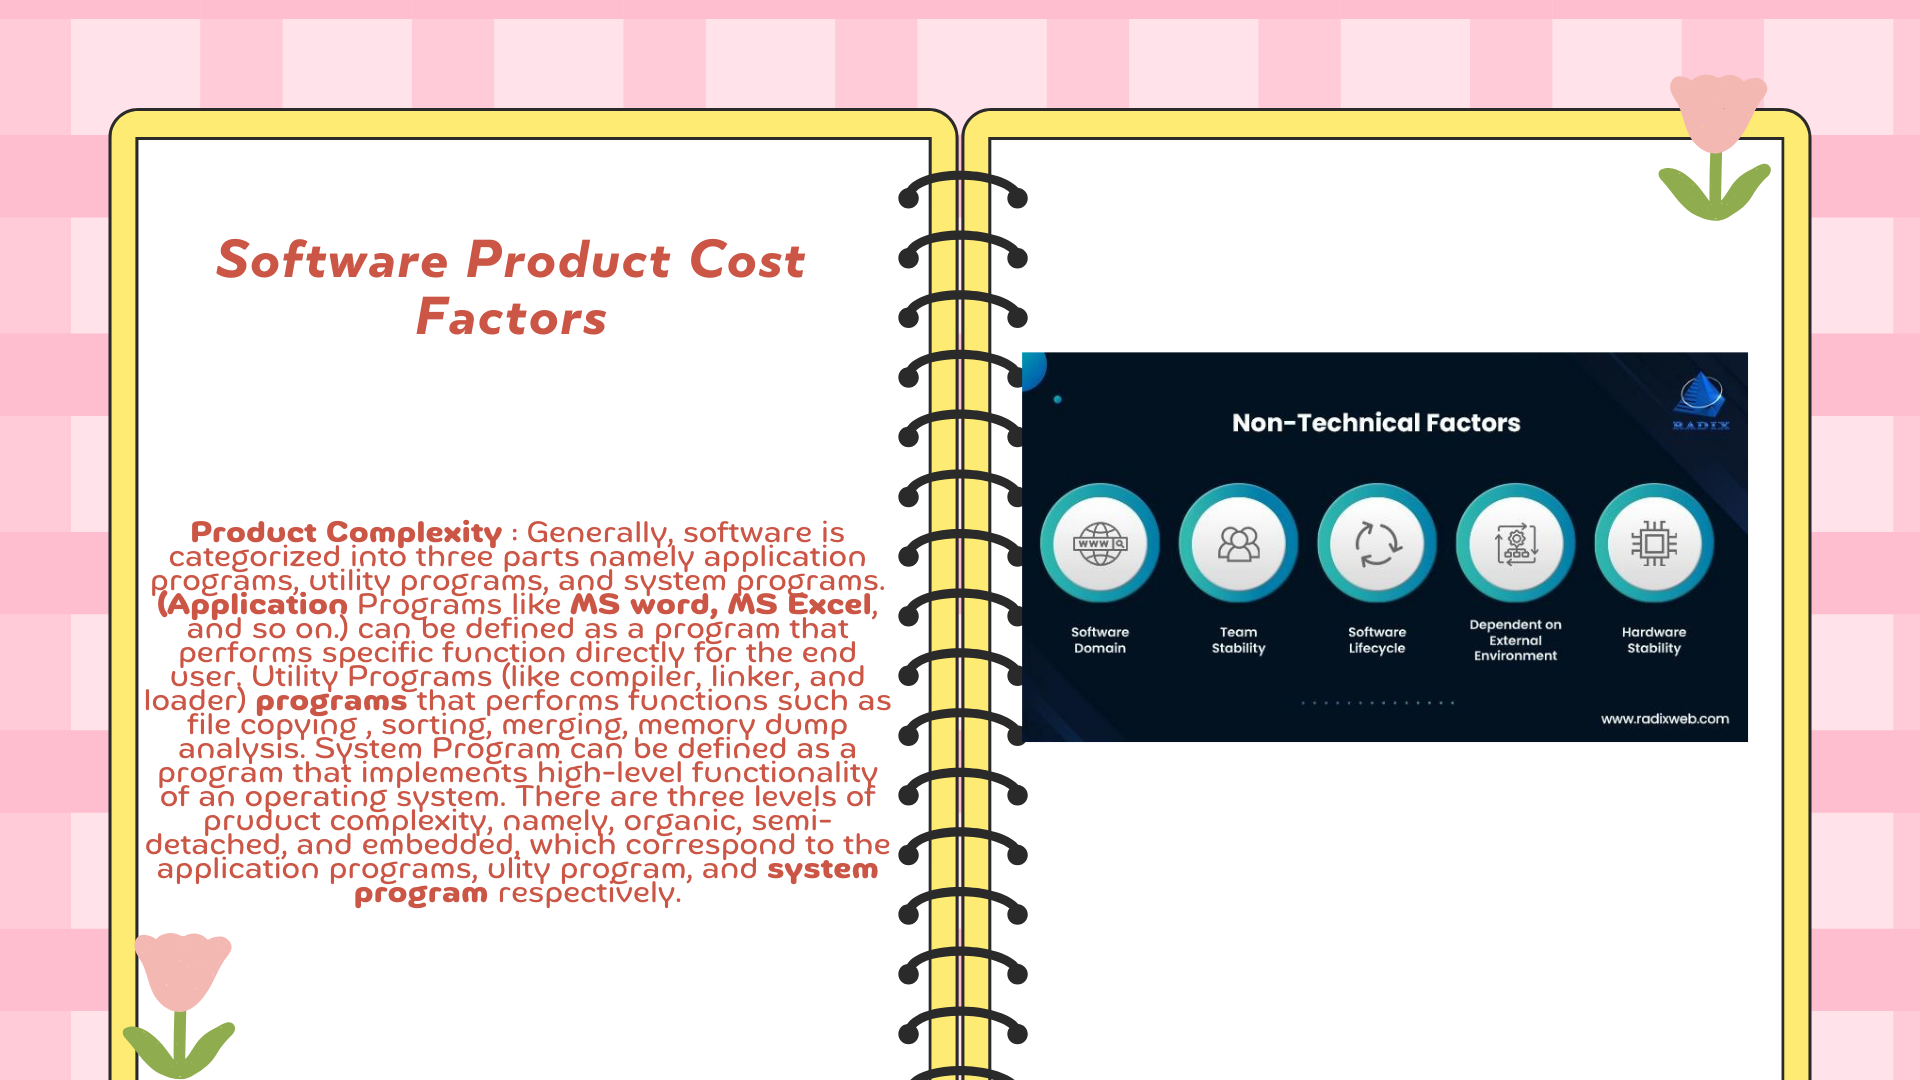 Software Product Cost
Factors
Product Complexity : Generally, software is
categorized into three parts namely application
programs, utility programs, and system programs.
(Application Programs like MS word, MS Excel,
and so on.) can be defined as a program that
performs specific function directly for the end
user. Utility Programs (like compiler, linker, and
loader) programs that performs functions such as
file copying , sorting, merging, memory dump
analysis. System Program can be defined as a
program that implements high-level functionality
of an operating system. There are three levels of
pruduct complexity, namely, organic, semi-
detached, and embedded, which correspond to the
application programs, ulity program, and system
program respectively.
RADIX
Non-Technical Factors
WWW
Software
Domain
Team
Stability
Software
Lifecycle
Dependent on
External
Environment
Hardware
Stability
www.radixweb.com